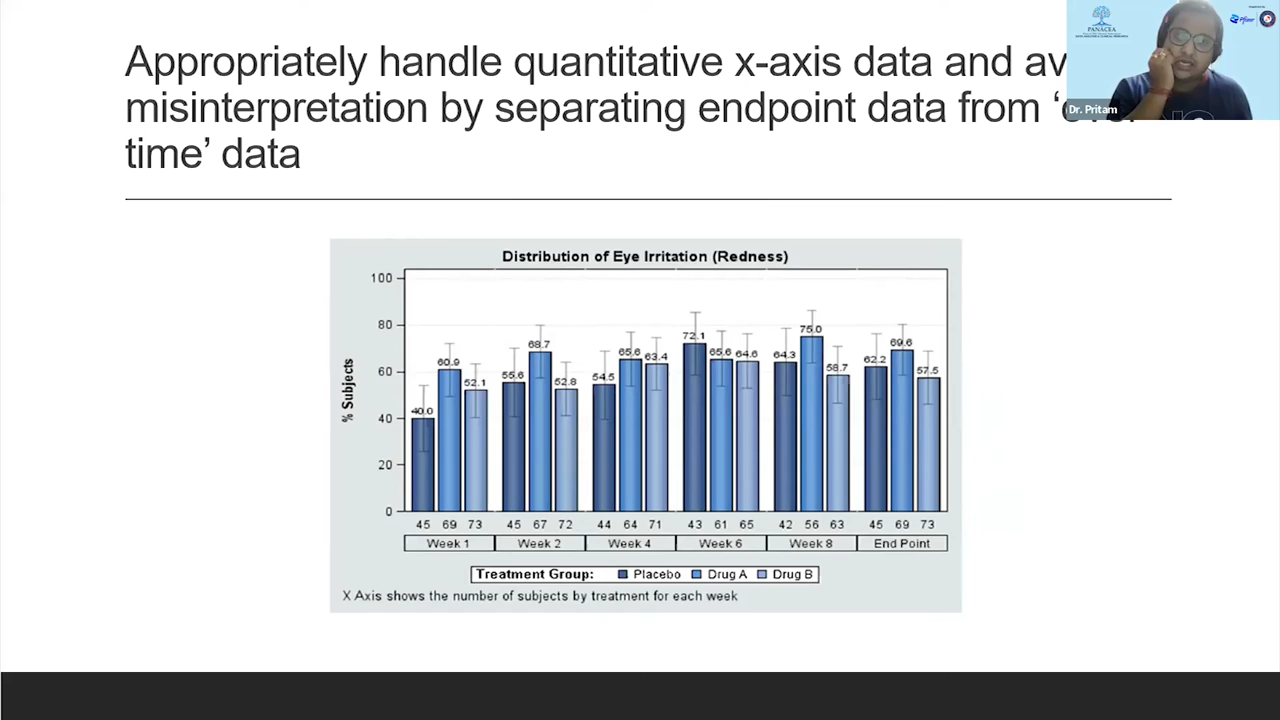 Appropriately handle quantitative x-axis data and av
misinterpretation by separating endpoint data from ‘over
time’ data
PANACEA
Pfizer
Dr. Pritam
Distribution of Eye Irritation (Redness)
% Subjects
100
80
60
40
20
0
40.0 60.9 52.1 55.6 68.7 52.8 54.5 65.6 63.4 72.1 65.6 64.6 64.3 75.0 58.7 62.2 69.6 57.5
45 69 73 45 67 72 44 64 71 43 61 65 42 56 63 45 69 73
Week 1 Week 2 Week 4 Week 6 Week 8 End Point
Treatment Group: Placebo Drug A Drug B
X Axis shows the number of subjects by treatment for each week